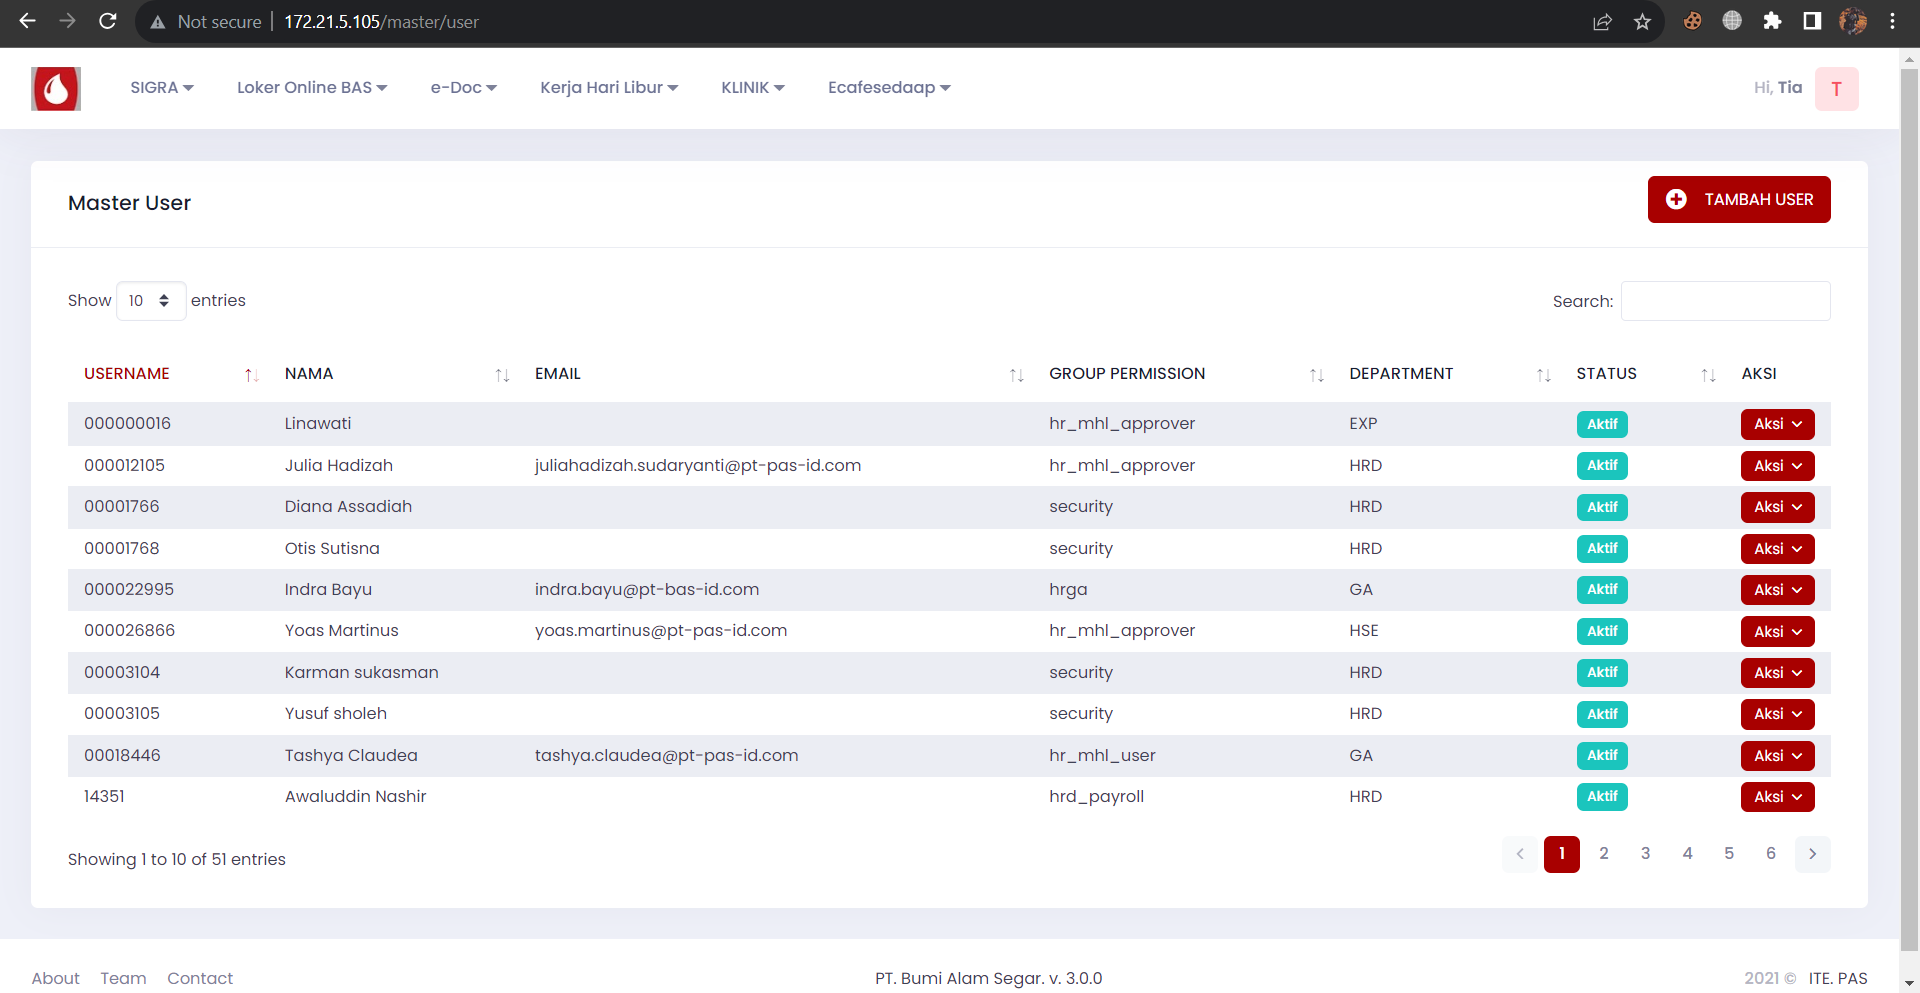 Not secure | 172.21.5.105/master/user
SIGRA Loker Online BAS e-Doc Kerja Hari Libur KLINIK Ecafesedaap Hi, Tia T
Master User TAMBAH USER
Show 10 entries Search:
USERNAME NAMA EMAIL GROUP PERMISSION DEPARTMENT STATUS AKSI
000000016 Linawati hr_mhl_approver EXP Aktif Aksi
000012105 Julia Hadizah juliahadizah.sudaryanti@pt-pas-id.com hr_mhl_approver HRD Aktif Aksi
00001766 Diana Assadiah security HRD Aktif Aksi
00001768 Otis Sutisna security HRD Aktif Aksi
000022995 Indra Bayu indra.bayu@pt-bas-id.com hrga GA Aktif Aksi
000026866 Yoas Martinus yoas.martinus@pt-pas-id.com hr_mhl_approver HSE Aktif Aksi
00003104 Karman sukasman security HRD Aktif Aksi
00003105 Yusuf sholeh security HRD Aktif Aksi
00018446 Tashya Claudea tashya.claudea@pt-pas-id.com hr_mhl_user GA Aktif Aksi
14351 Awaluddin Nashir hrd_payroll HRD Aktif Aksi
Showing 1 to 10 of 51 entries 1 2 3 4 5 6
About Team Contact PT. Bumi Alam Segar. v. 3.0.0 2021 © ITE. PAS